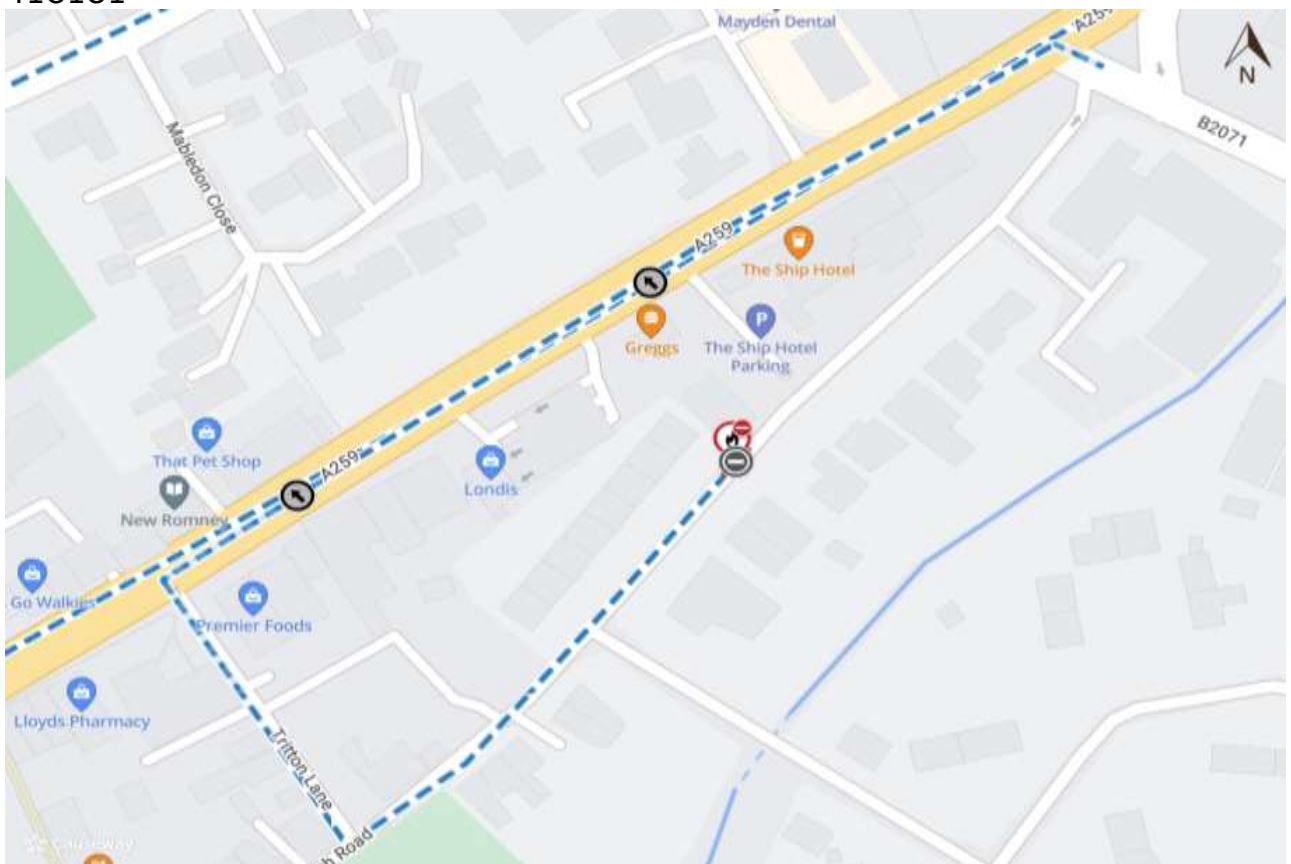 Mayden Dental
A259
N
B2071
Mabledon Close
A259
The Ship Hotel
Greggs
P
The Ship Hotel
Parking
That Pet Shop
A259
Londis
New Romney
Go Walkies
Premier Foods
Lloyds Pharmacy
Tritton Lane
Road
Causeway